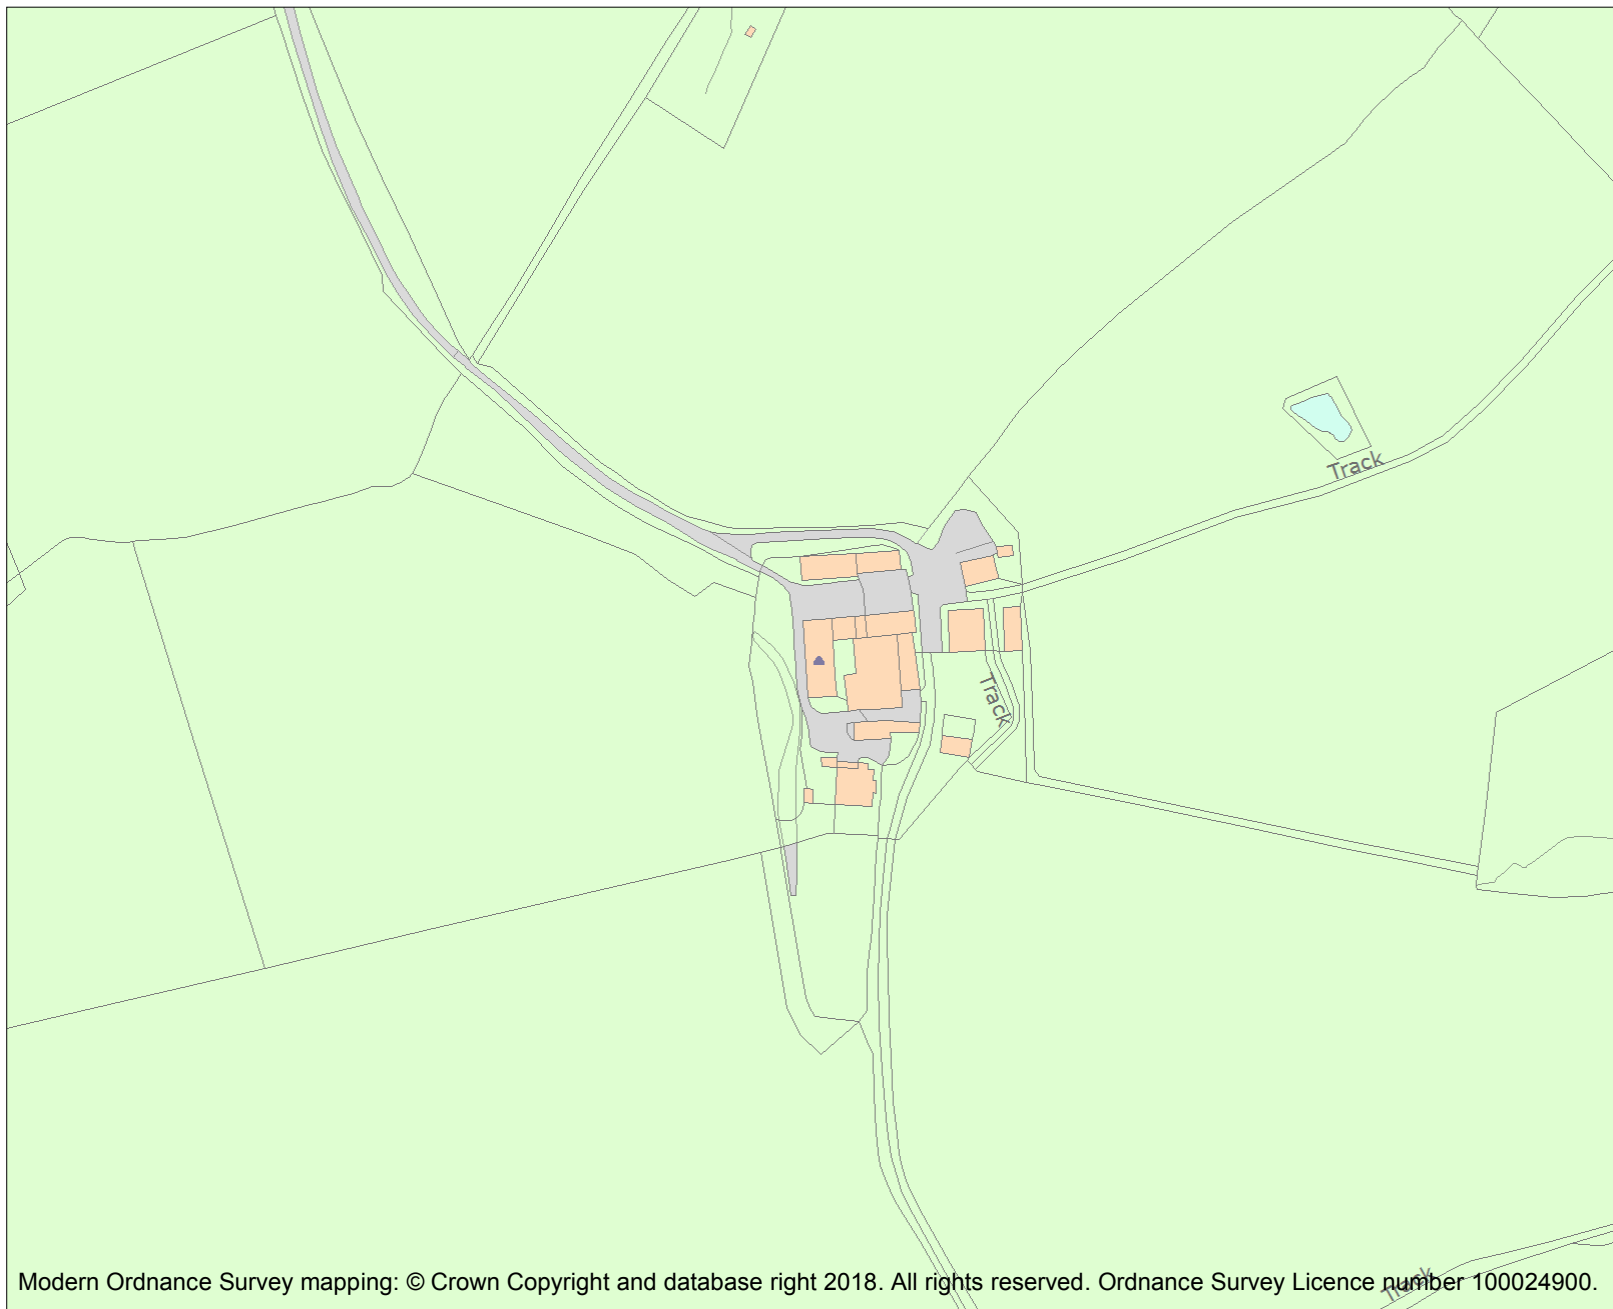 Track
Track
Track
Modern Ordnance Survey mapping: © Crown Copyright and database right 2018. All rights reserved. Ordnance Survey Licence number 100024900.